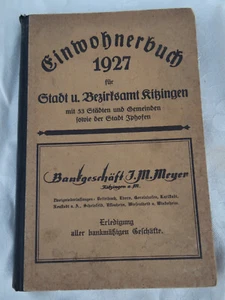 Einwohnerbuch
1927
für
Stadt u. Bezirksamt Kitzingen
mit 53 Städten und Gemeinden
sowie der Stadt Iphofen
Bankgeschäft J. M. Meyer
Kitzingen a. M.
Erledigung
aller bankmäßigen Geschäfte.